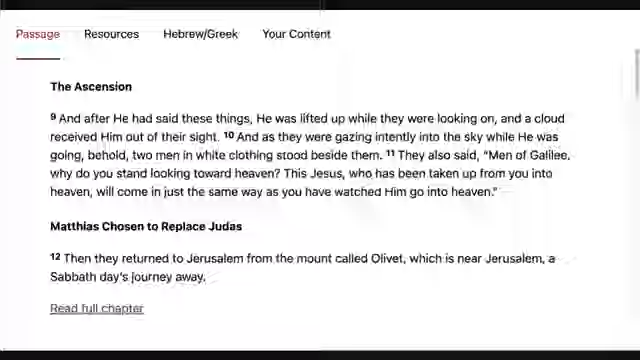 Passage Resources Hebrew/Greek Your Content
The Ascension
9 And after He had said these things, He was lifted up while they were looking on, and a cloud
received Him out of their sight. 10 And as they were gazing intently into the sky while He was
going, behold, two men in white clothing stood beside them. 11 They also said, “Men of Galilee,
why do you stand looking toward heaven? This Jesus, who has been taken up from you into
heaven, will come in just the same way as you have watched Him go into heaven.”
Matthias Chosen to Replace Judas
12 Then they returned to Jerusalem from the mount called Olivet, which is near Jerusalem, a
Sabbath day’s journey away.
Read full chapter